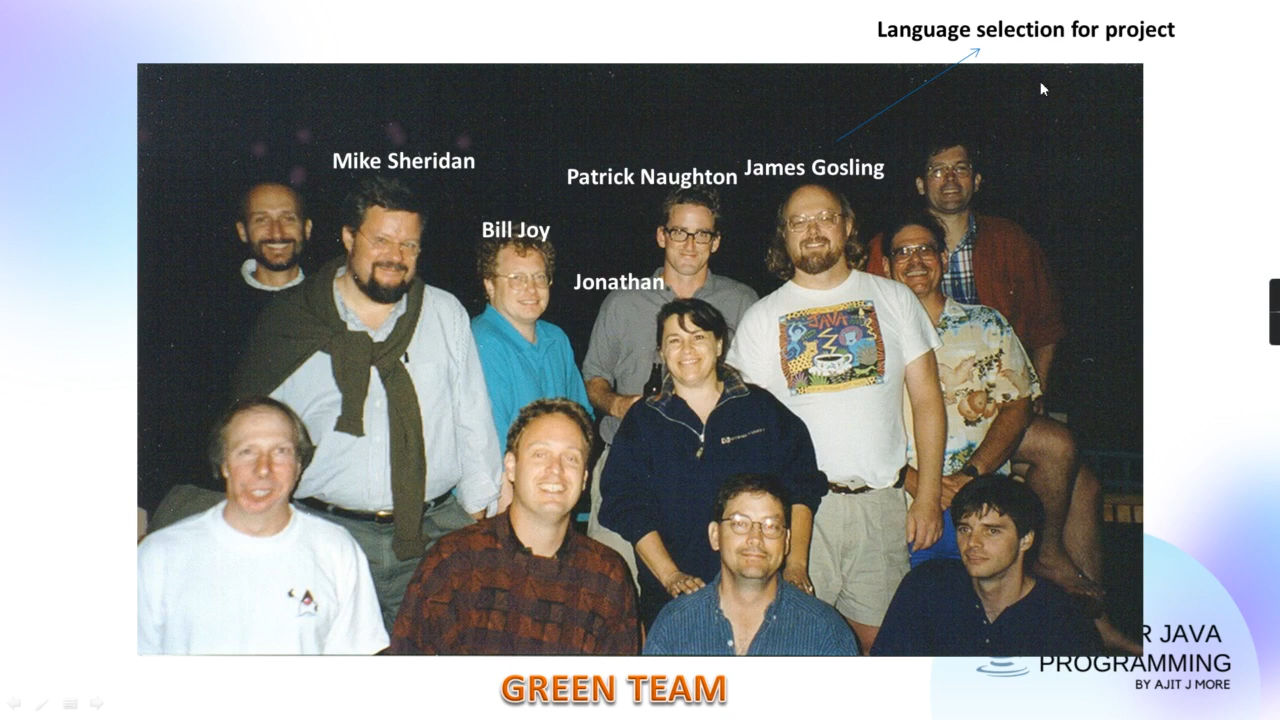 Language selection for project
Mike Sheridan
Patrick Naughton
James Gosling
Bill Joy
Jonathan
JAVA
GREEN TEAM
R JAVA
PROGRAMMING
BY AJIT J MORE